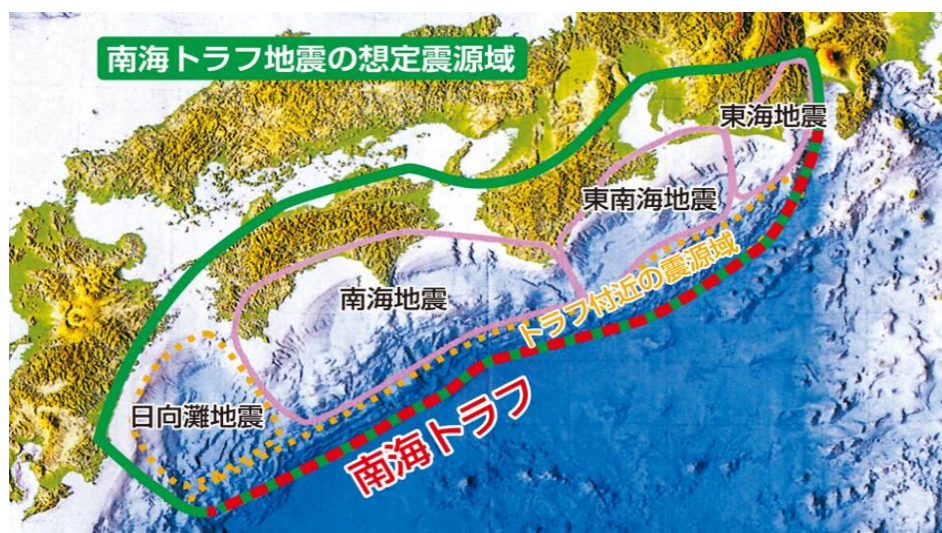 南海トラフ地震の想定震源域
東海地震
東南海地震
トラフ付近の震源域
南海地震
日向灘地震
南海トラフ